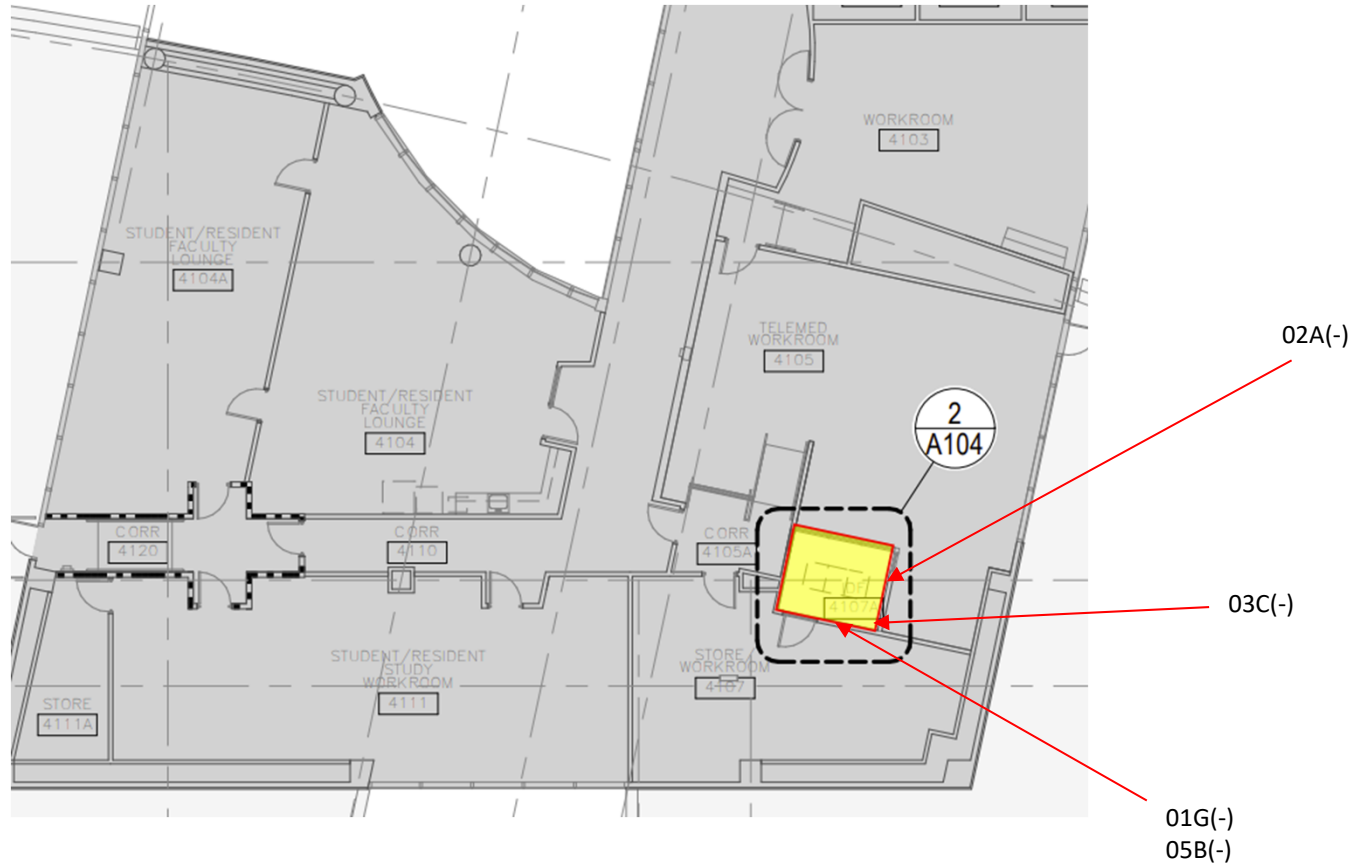 WORKROOM
4103
STUDENT/RESIDENT
FACULTY
LOUNGE
4104A
TELEMED
WORKROOM
4105
02A(-)
STUDENT/RESIDENT
FACULTY
LOUNGE
4104
2
A104
CORR
4120
CORR
4110
CORR
4105A
IDF
4107A
03C(-)
STUDENT/RESIDENT
STUDY
WORKROOM
4111
STORE/
WORKROOM
4107
STORE
4111A
01G(-)
05B(-)